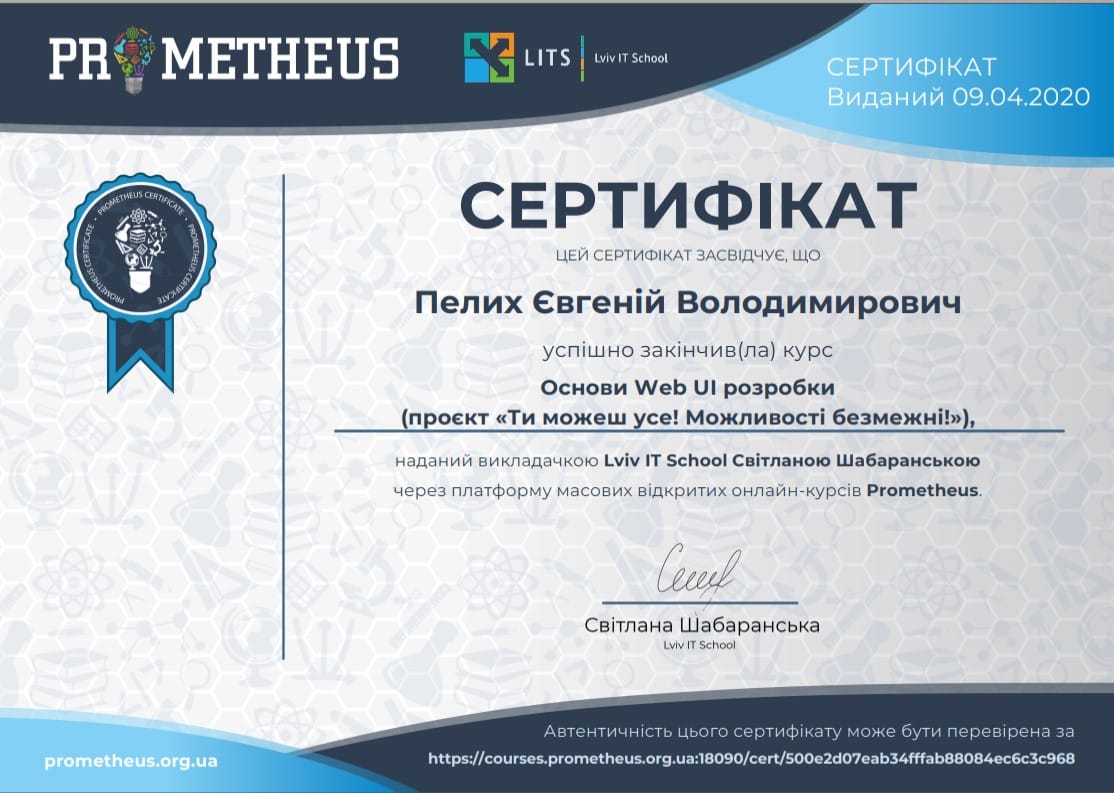 PROMETHEUS
LITS Lviv IT School
СЕРТИФІКАТ
Виданий 09.04.2020
PROMETHEUS CERTIFICATE • PROMETHEUS CERTIFICATE • PROMETHEUS CERTIFICATE •
СЕРТИФІКАТ
ЦЕЙ СЕРТИФІКАТ ЗАСВІДЧУЄ, ЩО
Пелих Євгеній Володимирович
успішно закінчив(ла) курс
Основи Web UI розробки
(проєкт «Ти можеш усе! Можливості безмежні!»),
наданий викладачкою Lviv IT School Світланою Шабаранською
через платформу масових відкритих онлайн-курсів Prometheus.
Світлана Шабаранська
Lviv IT School
Автентичність цього сертифікату може бути перевірена за
prometheus.org.ua
https://courses.prometheus.org.ua:18090/cert/500e2d07eab34fffab88084ec6c3c968